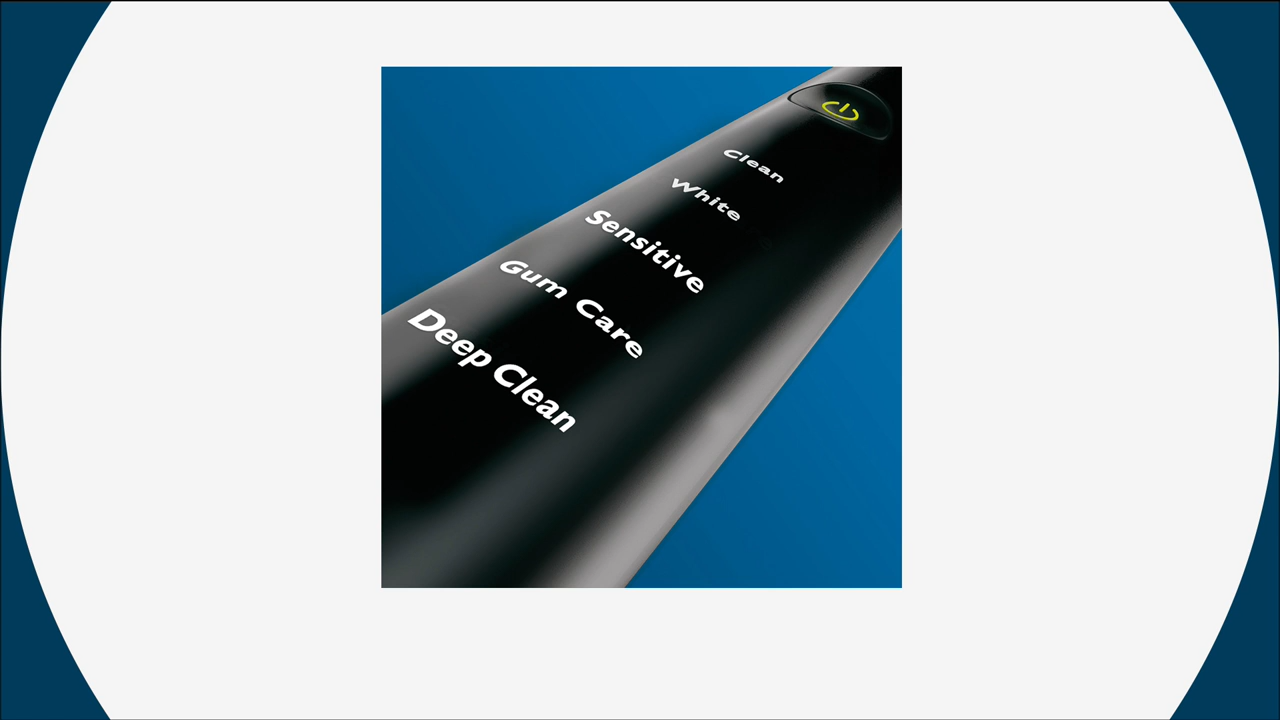 Clean
White
Sensitive
Gum Care
Deep Clean